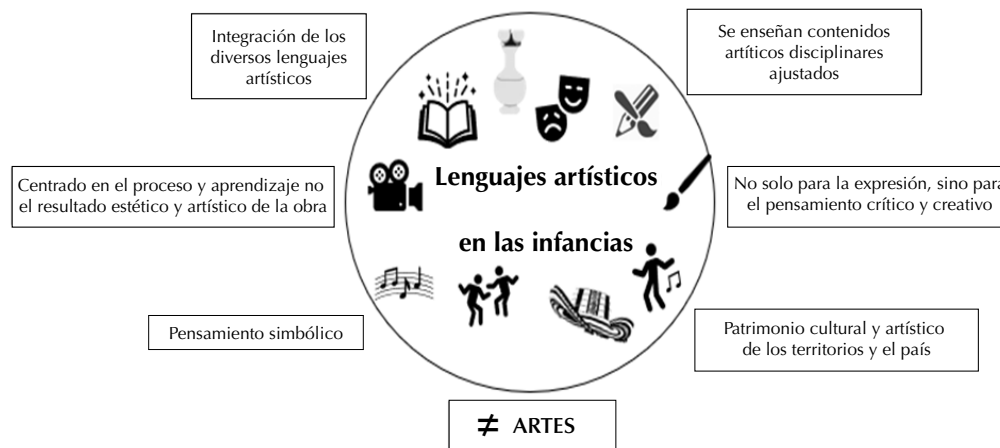 Integración de los
diversos lenguajes
artísticos
Se enseñan contenidos
artíticos disciplinares
ajustados
Centrado en el proceso y aprendizaje no
el resultado estético y artístico de la obra
Lenguajes artísticos
en las infancias
No solo para la expresión, sino para
el pensamiento crítico y creativo
Pensamiento simbólico
Patrimonio cultural y artístico
de los territorios y el país
≠ ARTES